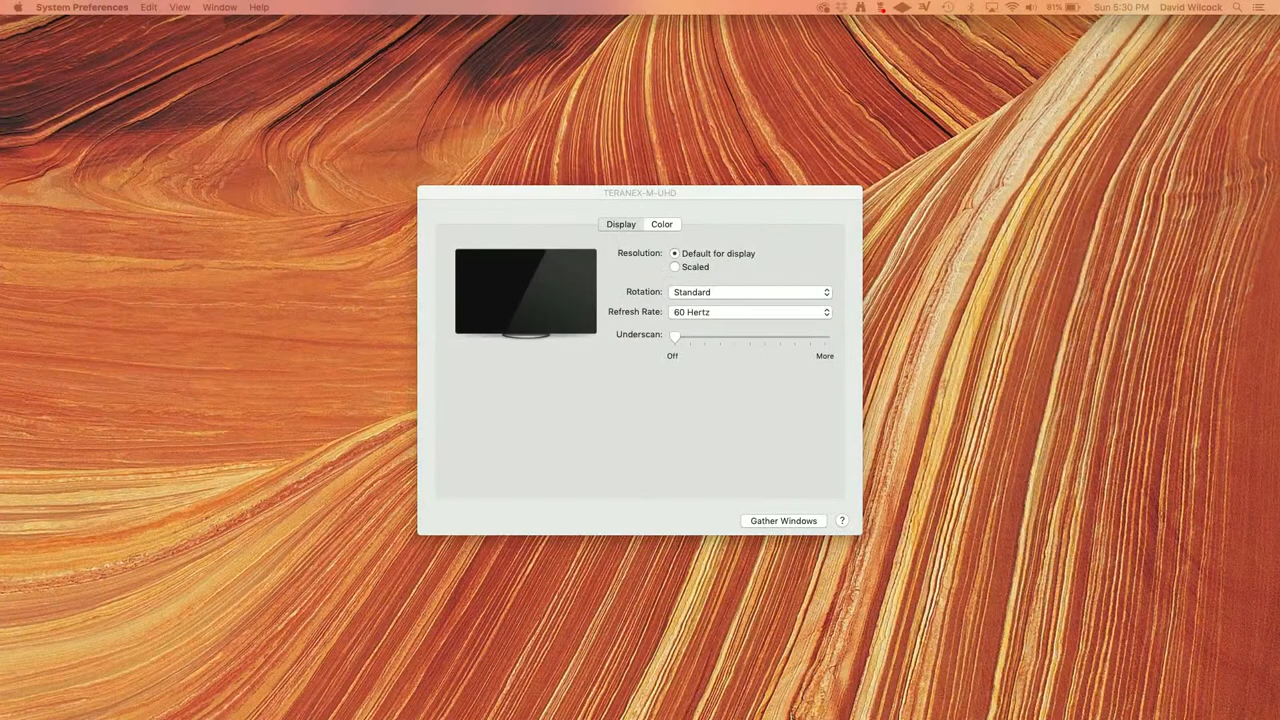 System Preferences Edit View Window Help 81% Sun 5:30 PM David Wilcock
TERANEX-M-UHD
Display Color
Resolution: Default for display
Scaled
Rotation: Standard
Refresh Rate: 60 Hertz
Underscan:
Off More
Gather Windows ?